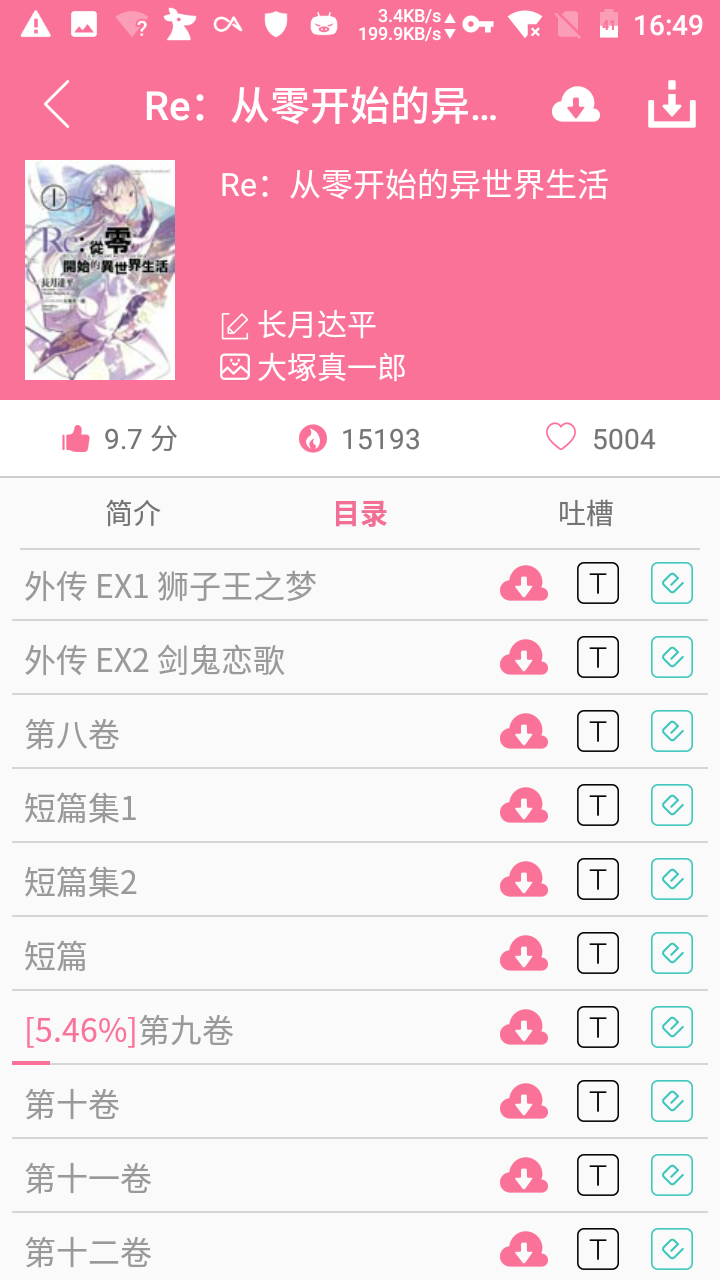 3.4KB/s
199.9KB/s
41
16:49
Re：从零开始的异...
Re：从零开始的异世界生活
1
Re:從零
開始的異世界生活
長月達平
长月达平
大塚真一郎
9.7 分
15193
5004
简介
目录
吐槽
外传 EX1 狮子王之梦
T
外传 EX2 剑鬼恋歌
T
第八卷
T
短篇集1
T
短篇集2
T
短篇
T
[5.46%]第九卷
T
第十卷
T
第十一卷
T
第十二卷
T